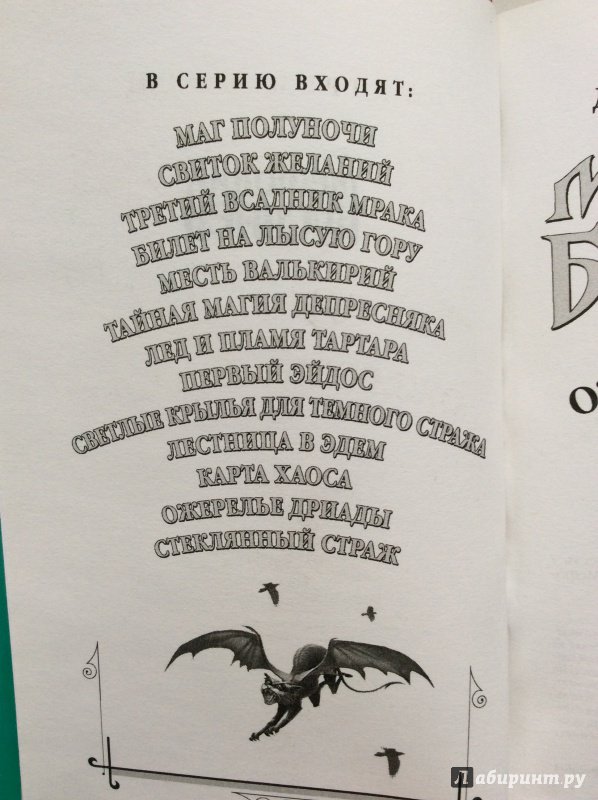 В СЕРИЮ ВХОДЯТ:
МАГ ПОЛУНОЧИ
СВИТОК ЖЕЛАНИЙ
ТРЕТИЙ ВСАДНИК МРАКА
БИЛЕТ НА ЛЫСУЮ ГОРУ
МЕСТЬ ВАЛЬКИРИЙ
ТАЙНАЯ МАГИЯ ДЕПРЕСНЯКА
ЛЕД И ПЛАМЯ ТАРТАРА
ПЕРВЫЙ ЭЙДОС
СВЕТЛЫЕ КРЫЛЬЯ ДЛЯ ТЕМНОГО СТРАЖА
ЛЕСТНИЦА В ЭДЕМ
КАРТА ХАОСА
ОЖЕРЕЛЬЕ ДРИАДЫ
СТЕКЛЯННЫЙ СТРАЖ
Лабиринт.ру